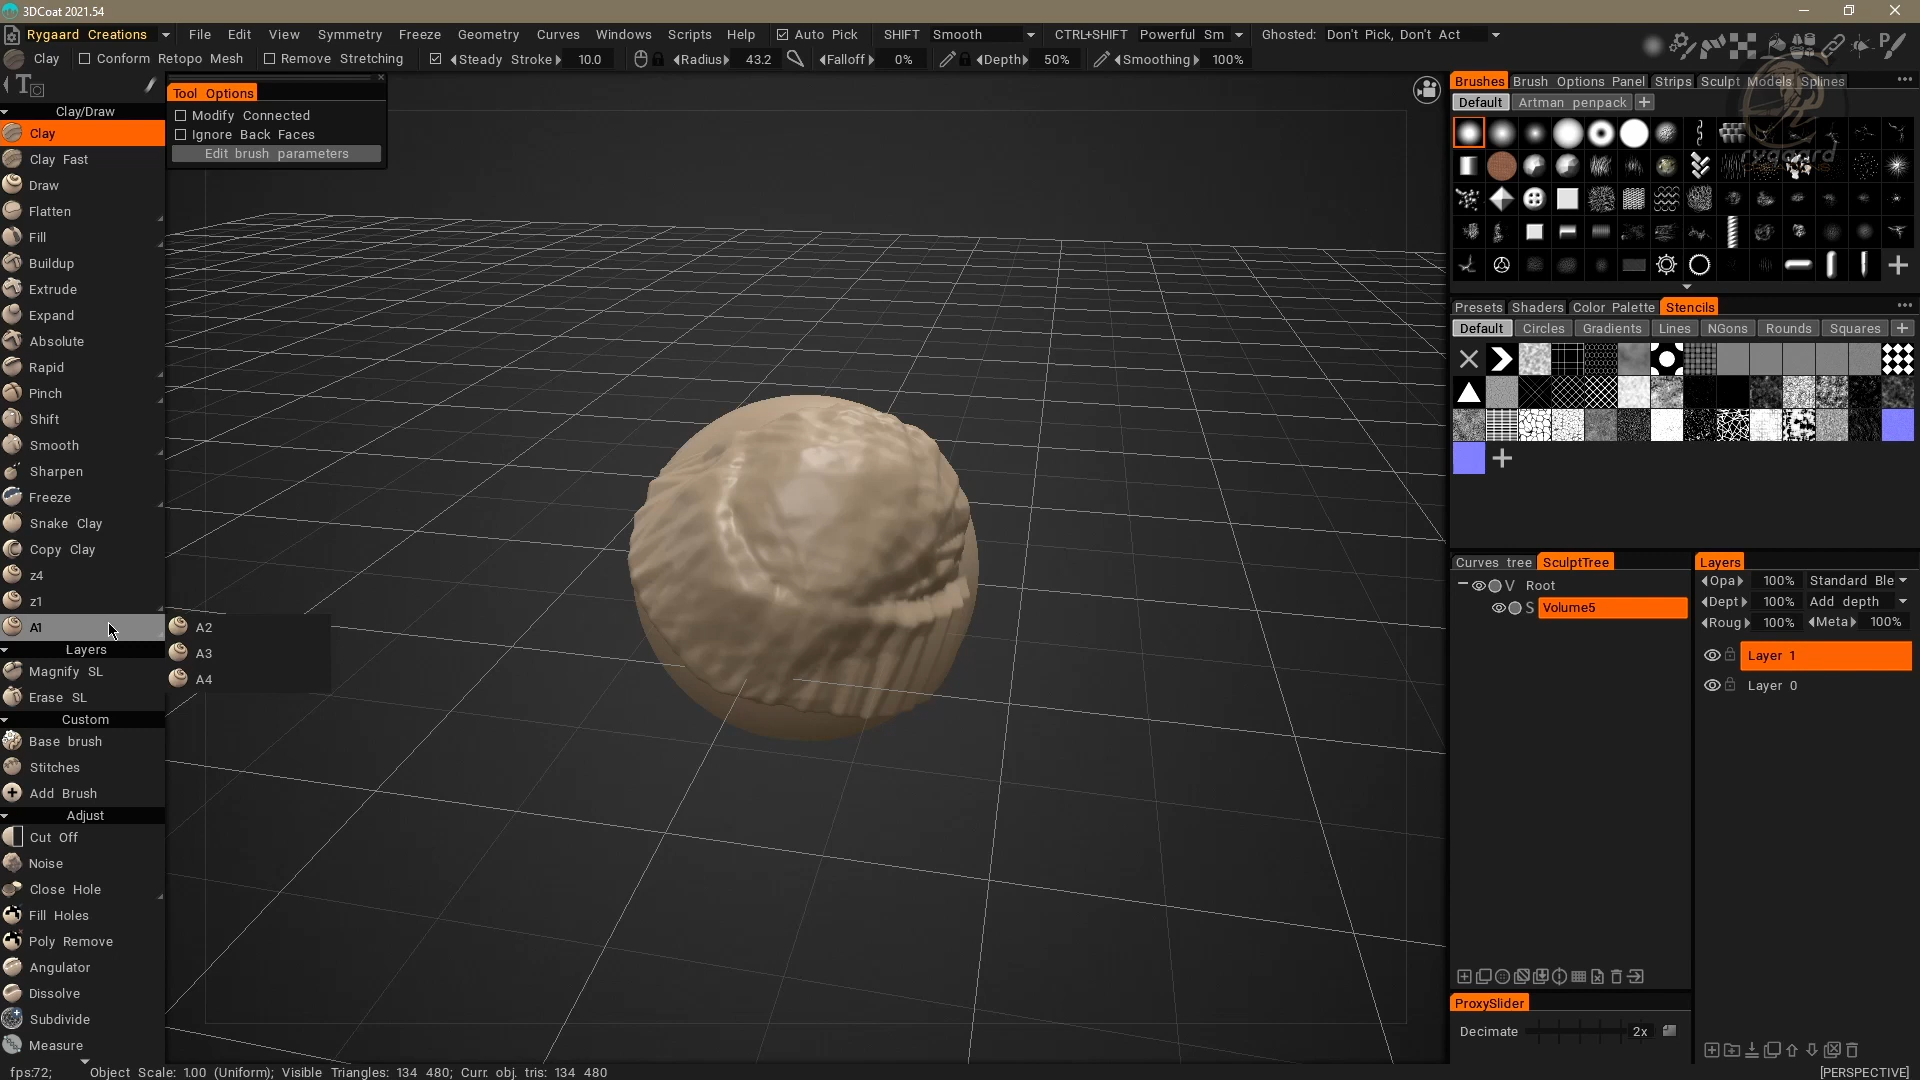 3DCoat 2021.54
Rygaard Creations File Edit View Symmetry Freeze Geometry Curves Windows Scripts Help Auto Pick SHIFT Smooth CTRL+SHIFT Powerful Sm Ghosted: Don't Pick, Don't Act
Clay Conform Retopo Mesh Remove Stretching Steady Stroke 10.0 Radius 43.2 Falloff 0% Depth 50% Smoothing 100%
Tool Options
Modify Connected
Ignore Back Faces
Edit brush parameters
Clay/Draw
Clay
Clay Fast
Draw
Flatten
Fill
Buildup
Extrude
Expand
Absolute
Rapid
Pinch
Shift
Smooth
Sharpen
Freeze
Snake Clay
Copy Clay
z4
z1
A1
A2
A3
A4
Layers
Magnify SL
Erase SL
Custom
Base brush
Stitches
Add Brush
Adjust
Cut Off
Noise
Close Hole
Fill Holes
Poly Remove
Angulator
Dissolve
Subdivide
Measure
Brushes Brush Options Panel Strips Sculpt Models Splines
Default Artman penpack
rygaard
Presets Shaders Color Palette Stencils
Default Circles Gradients Lines NGons Rounds Squares
Curves tree SculptTree
V Root
S Volume5
Layers
Opa 100% Standard Ble
Dept 100% Add depth
Roug 100% Meta 100%
Layer 1
Layer 0
ProxySlider
Decimate 2x
fps:72; Object Scale: 1.00 (Uniform); Visible Triangles: 134 480; Curr. obj. tris: 134 480 [PERSPECTIVE]